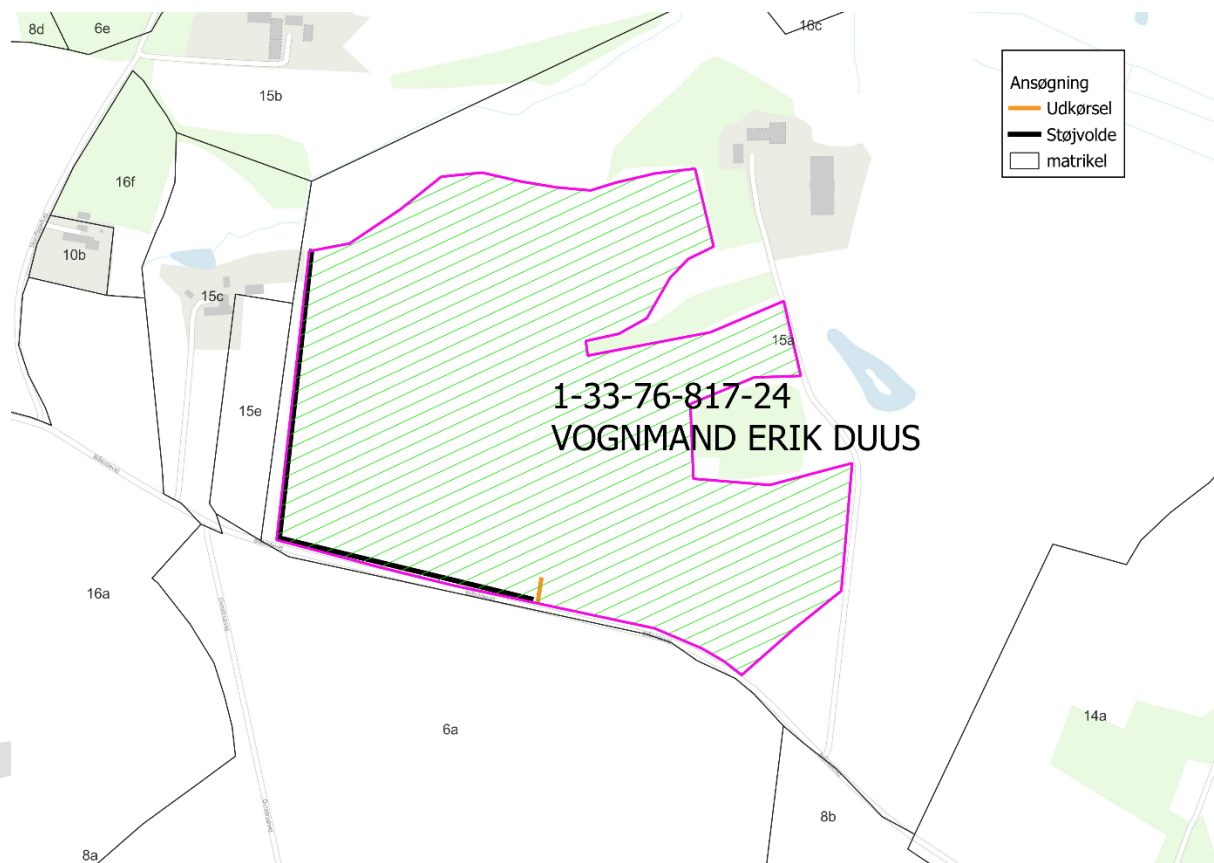 8d
6e
16c
15b
Ansøgning
Udkørsel
Støjvolde
matrikel
16f
10b
15c
15a
15e
1-33-76-817-24
VOGNMAND ERIK DUUS
16a
6a
14a
8b
8a